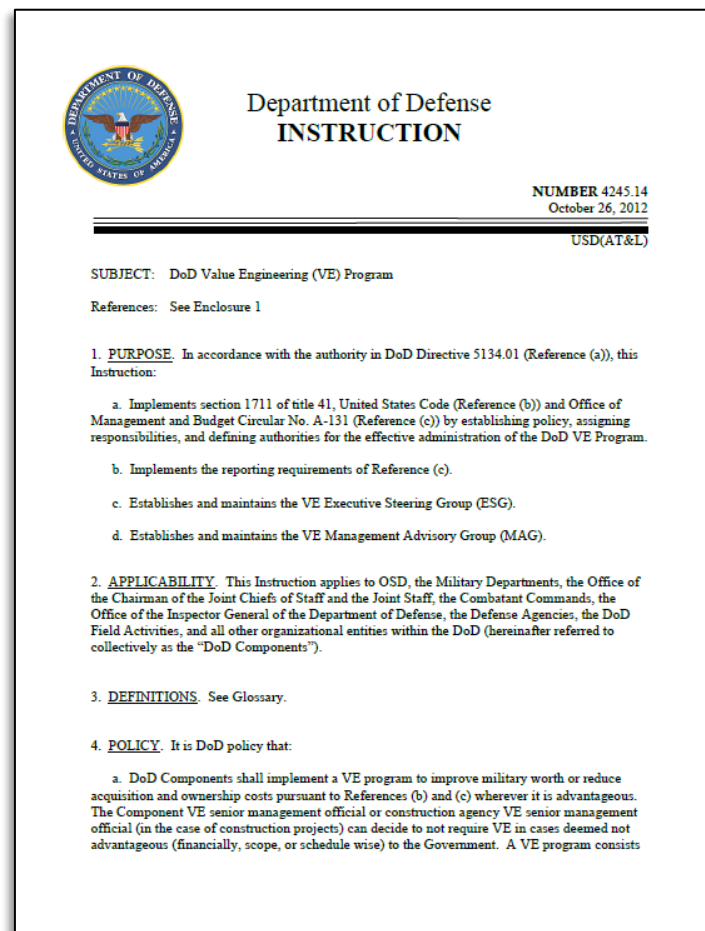 DEPARTMENT OF DEFENSE
UNITED STATES OF AMERICA
Department of Defense
INSTRUCTION
NUMBER 4245.14
October 26, 2012
USD(AT&L)
SUBJECT: DoD Value Engineering (VE) Program
References: See Enclosure 1
1. PURPOSE. In accordance with the authority in DoD Directive 5134.01 (Reference (a)), this
Instruction:
a. Implements section 1711 of title 41, United States Code (Reference (b)) and Office of
Management and Budget Circular No. A-131 (Reference (c)) by establishing policy, assigning
responsibilities, and defining authorities for the effective administration of the DoD VE Program.
b. Implements the reporting requirements of Reference (c).
c. Establishes and maintains the VE Executive Steering Group (ESG).
d. Establishes and maintains the VE Management Advisory Group (MAG).
2. APPLICABILITY. This Instruction applies to OSD, the Military Departments, the Office of
the Chairman of the Joint Chiefs of Staff and the Joint Staff, the Combatant Commands, the
Office of the Inspector General of the Department of Defense, the Defense Agencies, the DoD
Field Activities, and all other organizational entities within the DoD (hereinafter referred to
collectively as the “DoD Components”).
3. DEFINITIONS. See Glossary.
4. POLICY. It is DoD policy that:
a. DoD Components shall implement a VE program to improve military worth or reduce
acquisition and ownership costs pursuant to References (b) and (c) wherever it is advantageous.
The Component VE senior management official or construction agency VE senior management
official (in the case of construction projects) can decide to not require VE in cases deemed not
advantageous (financially, scope, or schedule wise) to the Government. A VE program consists